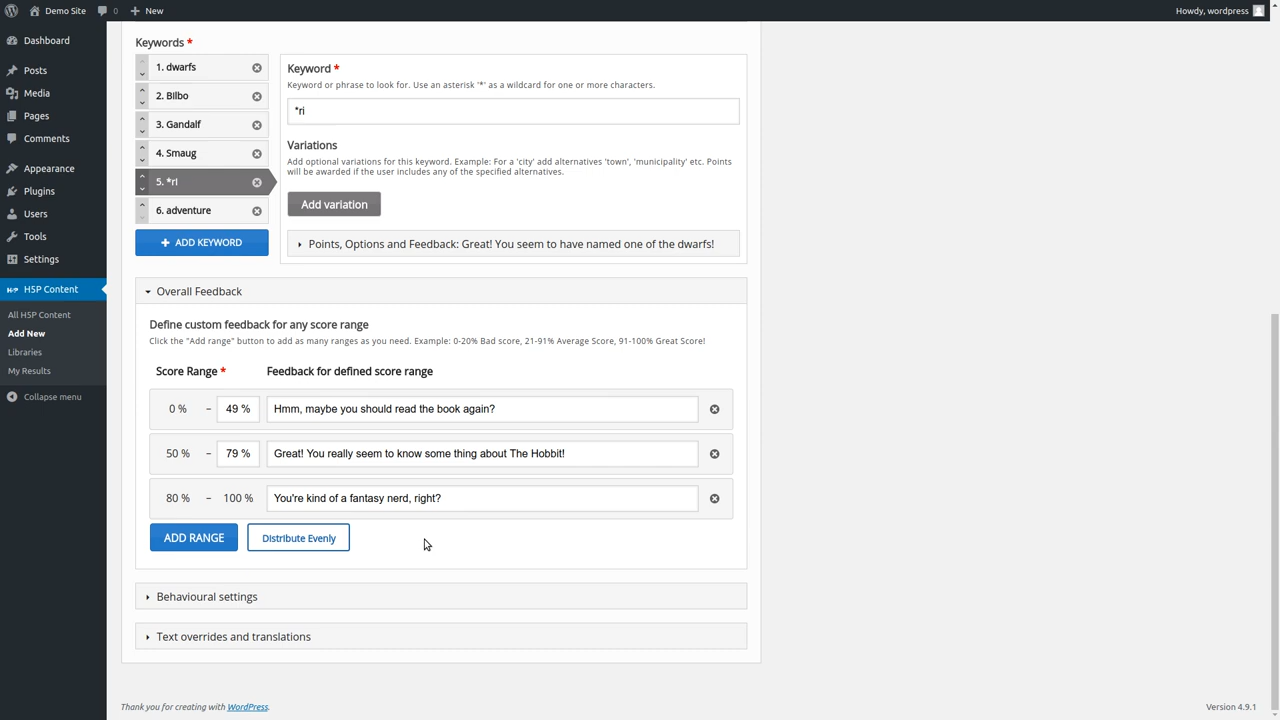 Demo Site
0
New
Howdy, wordpress
Dashboard
Posts
Media
Pages
Comments
Appearance
Plugins
Users
Tools
Settings
H5P Content
All H5P Content
Add New
Libraries
My Results
Collapse menu
Keywords *
1. dwarfs
2. Bilbo
3. Gandalf
4. Smaug
5. *ri
6. adventure
ADD KEYWORD
Keyword *
Keyword or phrase to look for. Use an asterisk '*' as a wildcard for one or more characters.
*ri
Variations
Add optional variations for this keyword. Example: For a 'city' add alternatives 'town', 'municipality' etc. Points
will be awarded if the user includes any of the specified alternatives.
Add variation
Points, Options and Feedback: Great! You seem to have named one of the dwarfs!
Overall Feedback
Define custom feedback for any score range
Click the "Add range" button to add as many ranges as you need. Example: 0-20% Bad score, 21-91% Average Score, 91-100% Great Score!
Score Range * Feedback for defined score range
0 % – 49 % Hmm, maybe you should read the book again?
50 % – 79 % Great! You really seem to know some thing about The Hobbit!
80 % – 100 % You're kind of a fantasy nerd, right?
ADD RANGE Distribute Evenly
Behavioural settings
Text overrides and translations
Thank you for creating with WordPress.
Version 4.9.1